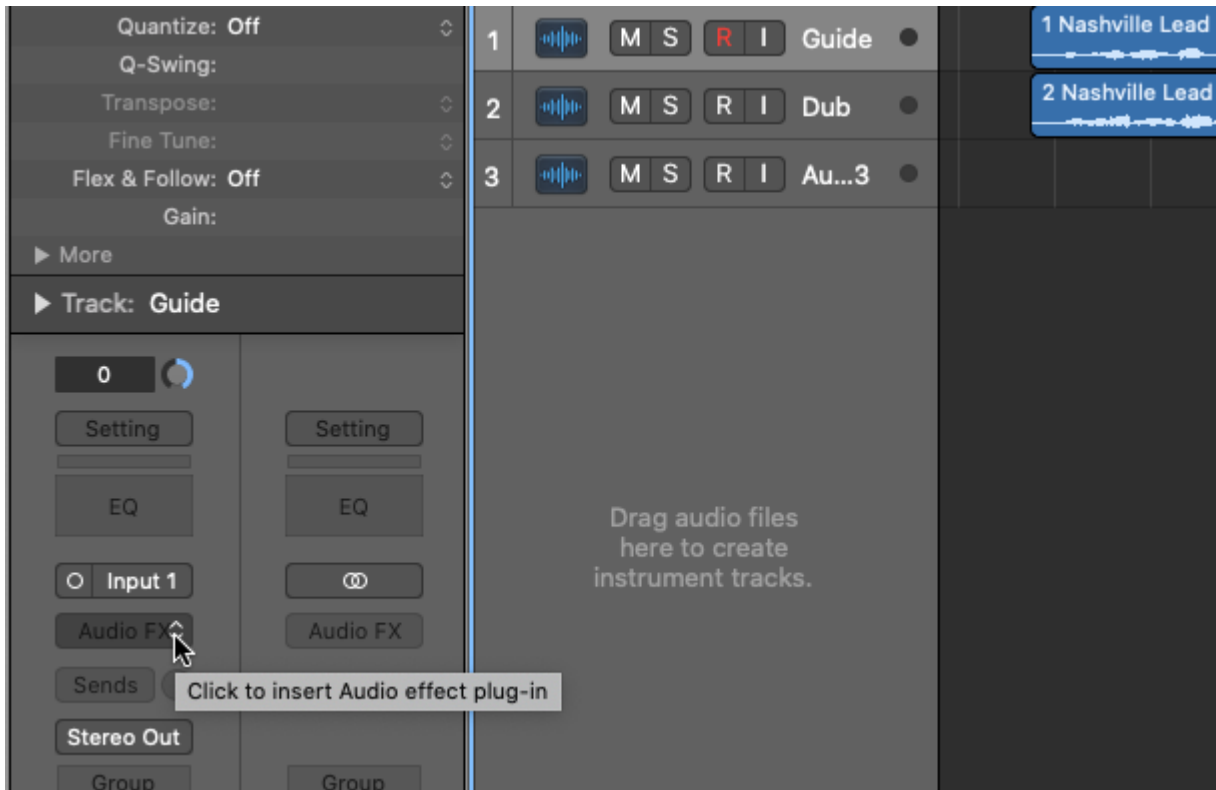 Quantize: Off
Q-Swing:
Transpose:
Fine Tune:
Flex & Follow: Off
Gain:
More
Track: Guide
0
Setting
EQ
Input 1
Audio FX
Sends
Stereo Out
Group
Setting
EQ
Audio FX
Group
Click to insert Audio effect plug-in
1 M S R I Guide
2 M S R I Dub
3 M S R I Au...3
Drag audio files
here to create
instrument tracks.
1 Nashville Lead
2 Nashville Lead